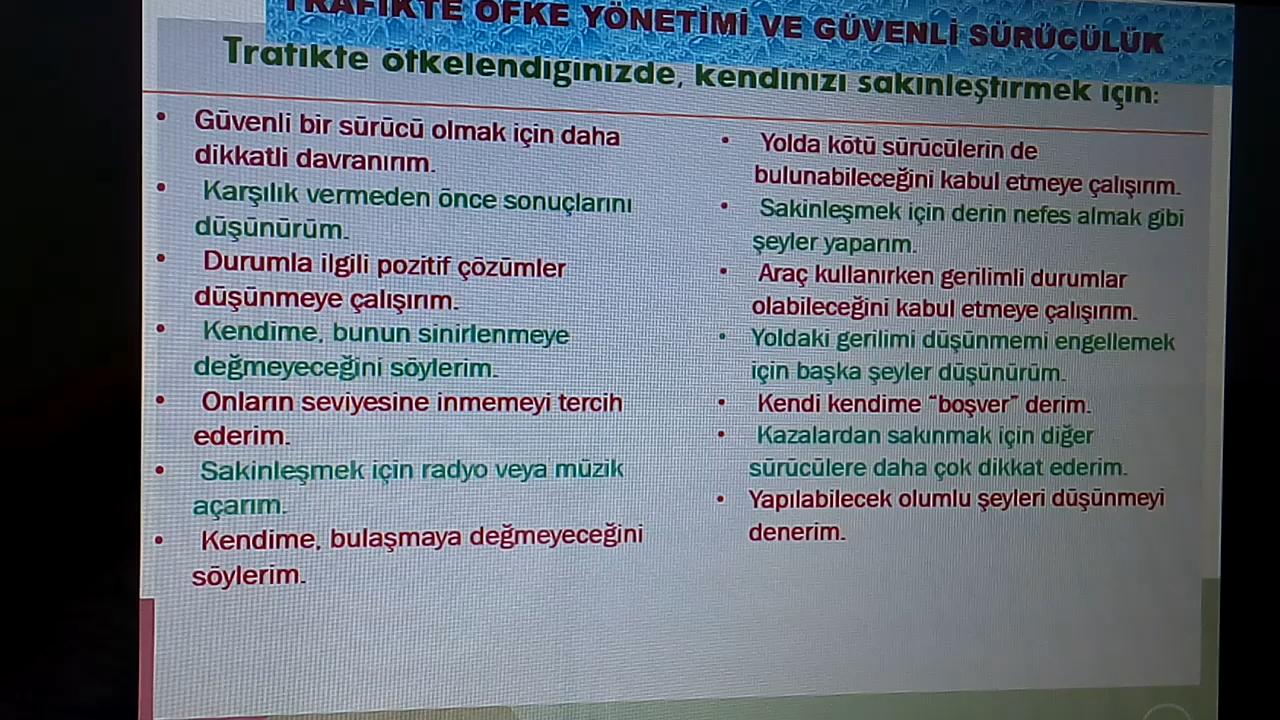 TRAFİKTE ÖFKE YÖNETİMİ VE GÜVENLİ SÜRÜCÜLÜK
Trafikte öfkelendiğinizde, kendinizi sakinleştirmek için:
• Güvenli bir sürücü olmak için daha
dikkatli davranırım.
• Karşılık vermeden önce sonuçlarını
düşünürüm.
• Durumla ilgili pozitif çözümler
düşünmeye çalışırım.
• Kendime, bunun sinirlenmeye
değmeyeceğini söylerim.
• Onların seviyesine inmemeyi tercih
ederim.
• Sakinleşmek için radyo veya müzik
açarım.
• Kendime, bulaşmaya değmeyeceğini
söylerim.
• Yolda kötü sürücülerin de
bulunabileceğini kabul etmeye çalışırım.
• Sakinleşmek için derin nefes almak gibi
şeyler yaparım.
• Araç kullanırken gerilimli durumlar
olabileceğini kabul etmeye çalışırım.
• Yoldaki gerilimi düşünmemi engellemek
için başka şeyler düşünürüm.
• Kendi kendime "boşver" derim.
• Kazalardan sakınmak için diğer
sürücülere daha çok dikkat ederim.
• Yapılabilecek olumlu şeyleri düşünmeyi
denerim.